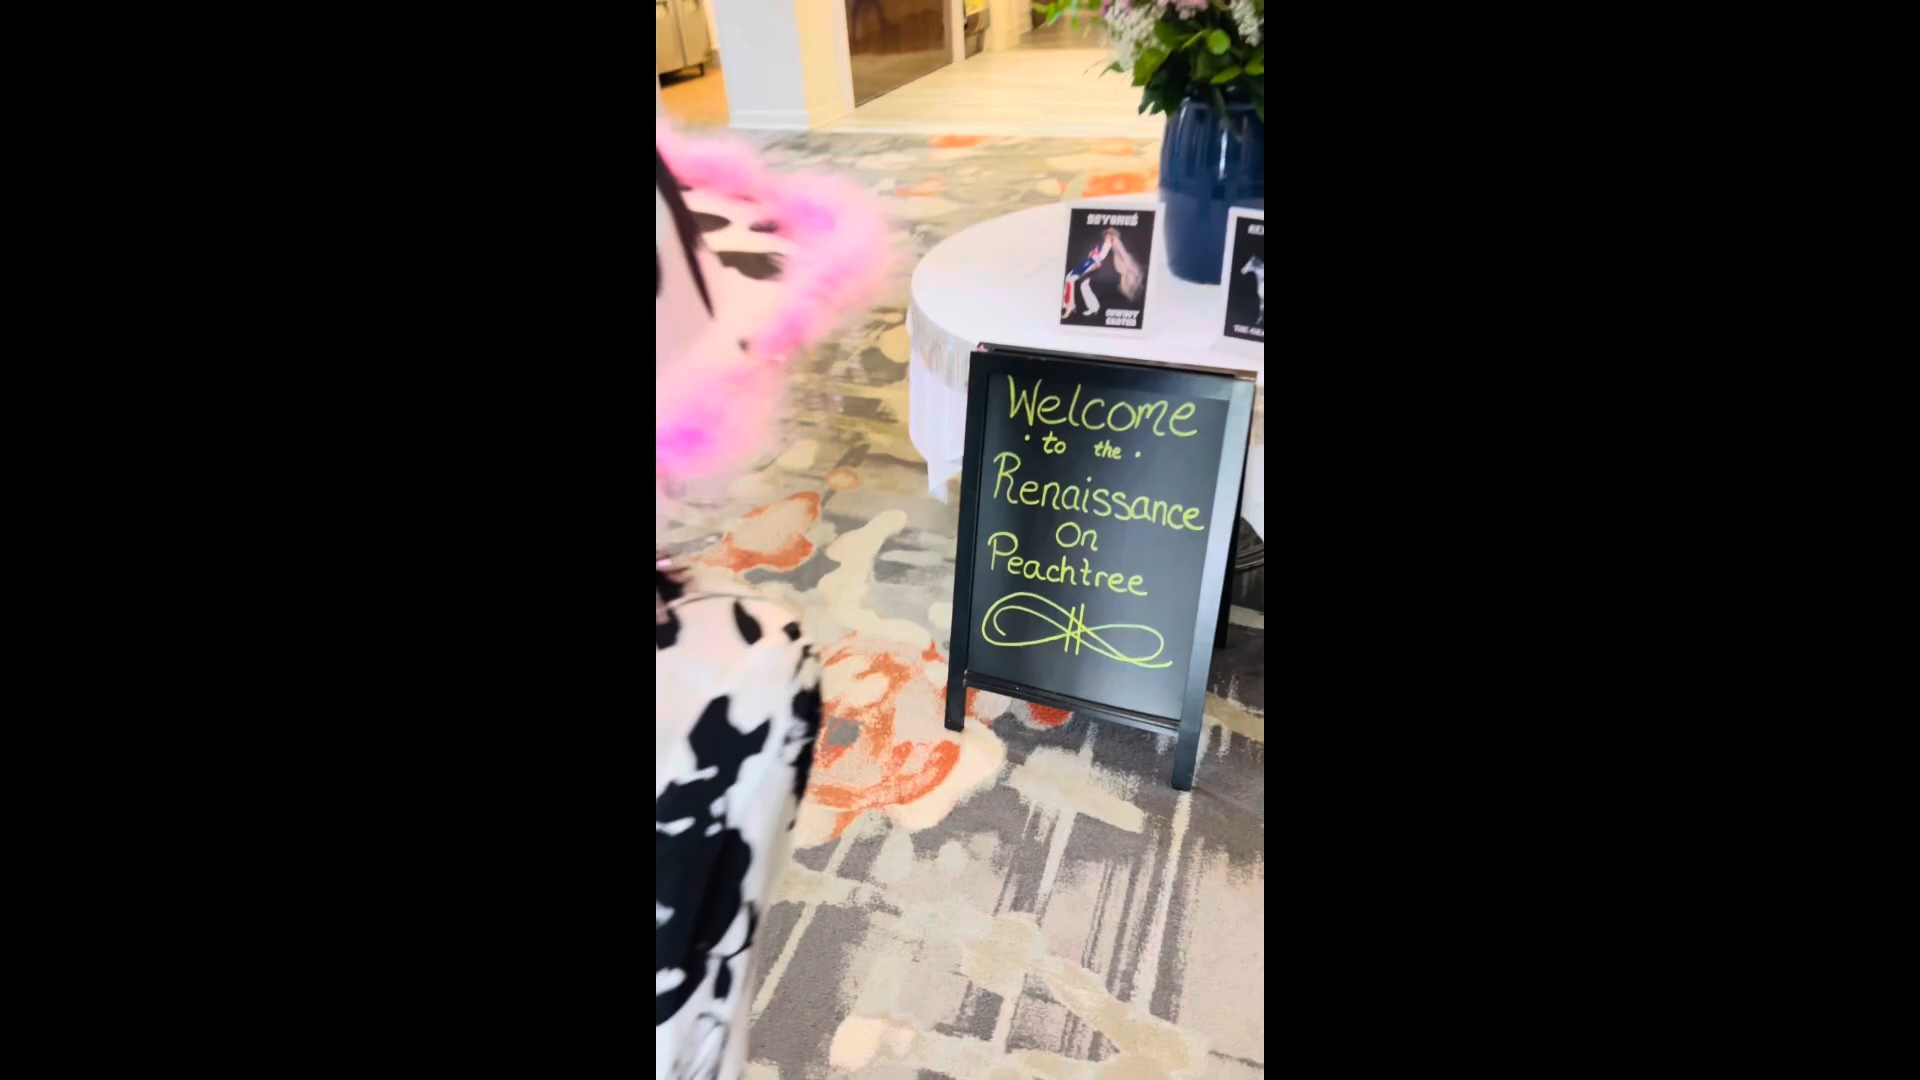 BEYONCÉ
COWBOY
CARTER
Welcome
· to the ·
Renaissance
On
Peachtree